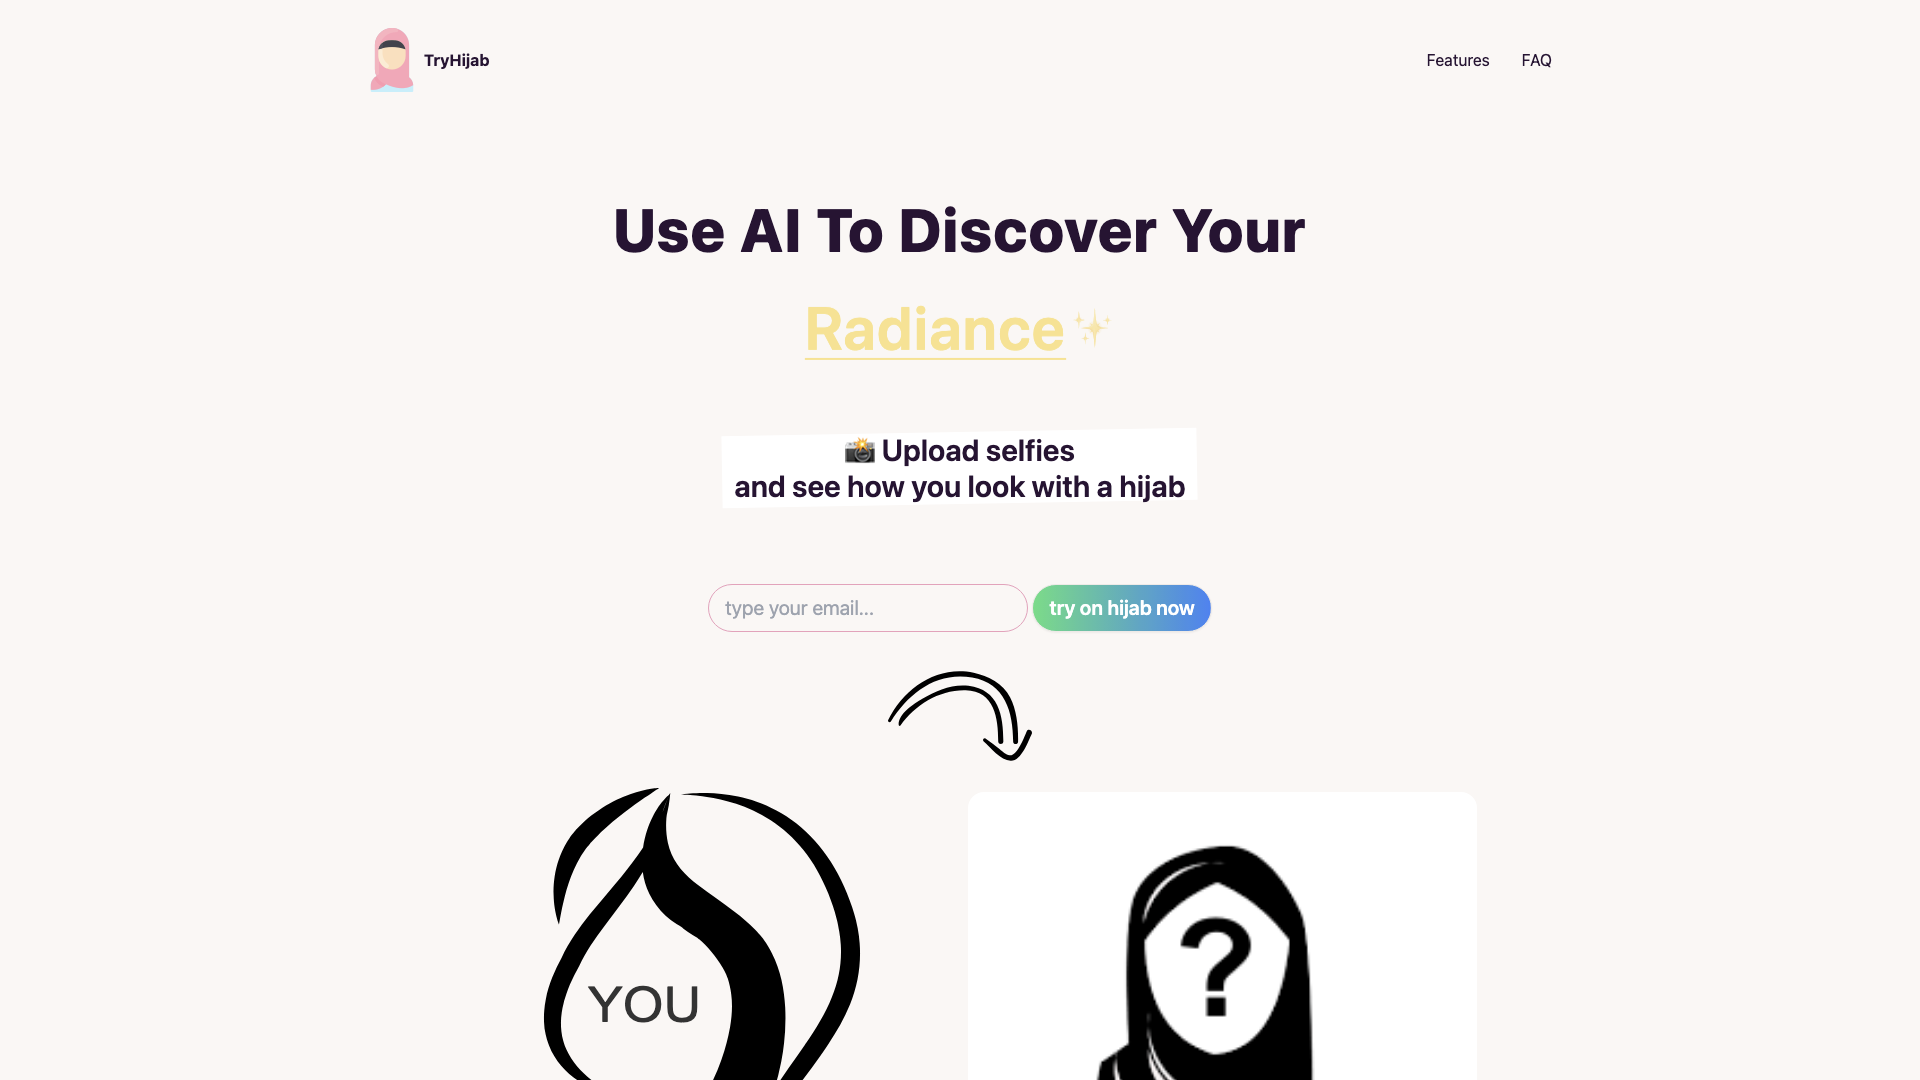 TryHijab
Features
FAQ
Use AI To Discover Your
Radiance✨
📸 Upload selfies
and see how you look with a hijab
type your email...
try on hijab now
YOU
?